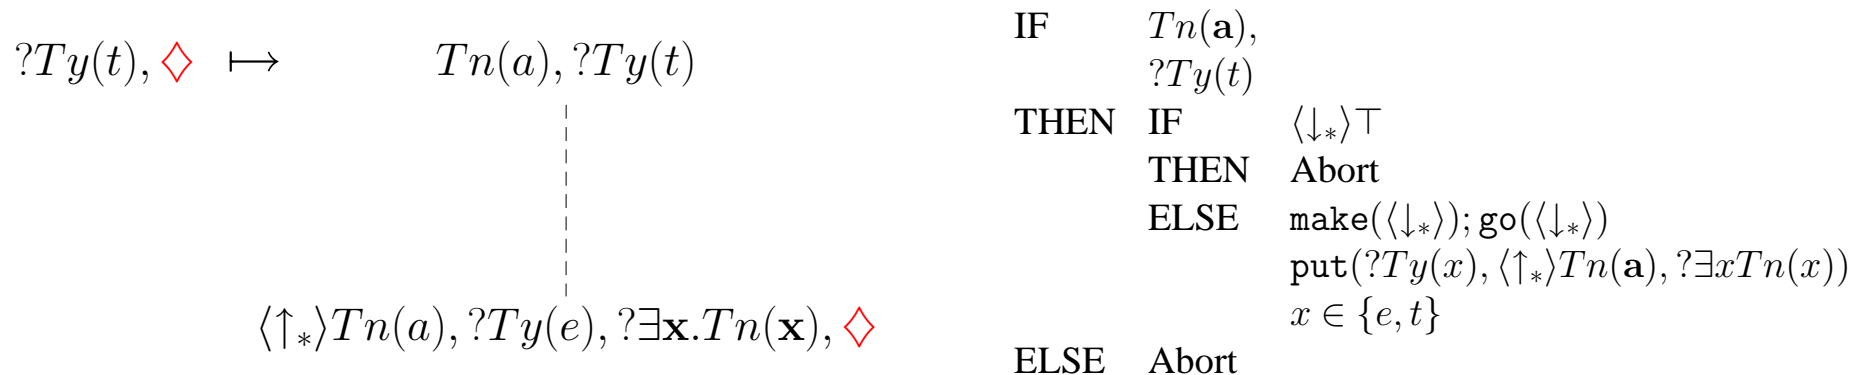 ?Ty(t), ♢ ⟼ Tn(a), ?Ty(t)
⟨↑*⟩Tn(a), ?Ty(e), ?∃x.Tn(x), ♢
IF Tn(a),
?Ty(t)
THEN IF ⟨↓*⟩⊤
THEN Abort
ELSE make(⟨↓*⟩); go(⟨↓*⟩)
put(?Ty(x), ⟨↑*⟩Tn(a), ?∃xTn(x))
x ∈ {e, t}
ELSE Abort